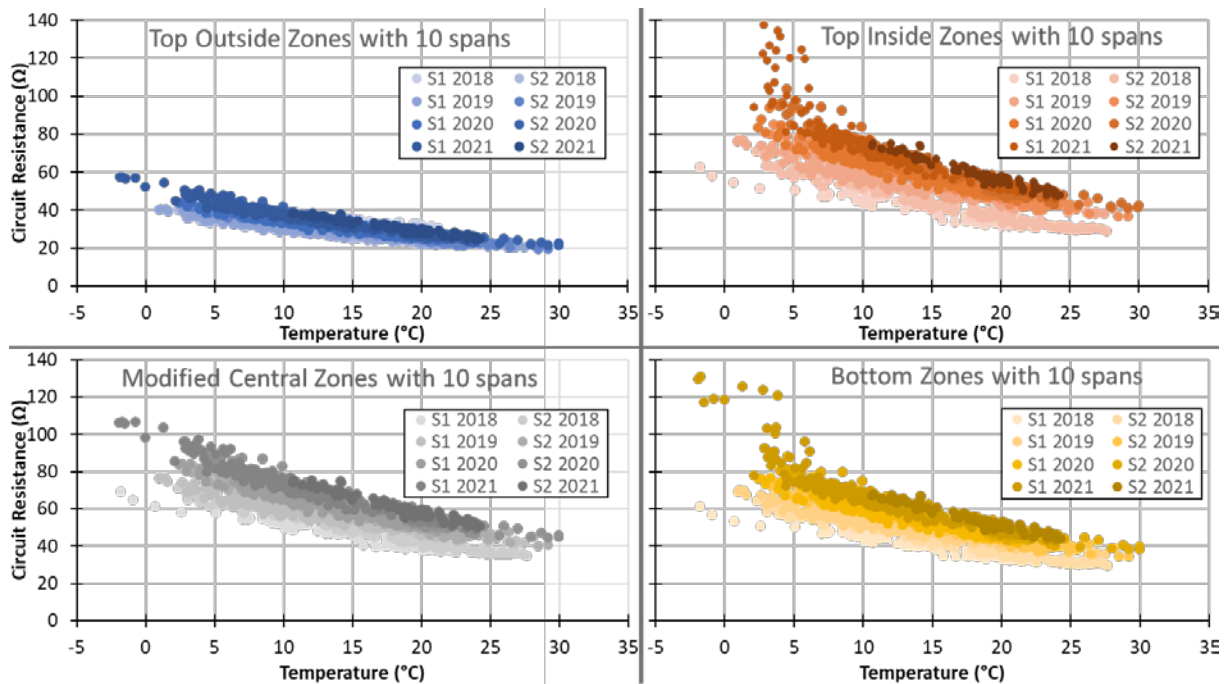 Top Outside Zones with 10 spans
Circuit Resistance (Ω)
140
120
100
80
60
40
20
0
S1 2018 S2 2018
S1 2019 S2 2019
S1 2020 S2 2020
S1 2021 S2 2021
-5 0 5 10 15 20 25 30 35
Temperature (°C)
Top Inside Zones with 10 spans
Circuit Resistance (Ω)
140
120
100
80
60
40
20
0
S1 2018 S2 2018
S1 2019 S2 2019
S1 2020 S2 2020
S1 2021 S2 2021
-5 0 5 10 15 20 25 30 35
Temperature (°C)
Modified Central Zones with 10 spans
Circuit Resistance (Ω)
140
120
100
80
60
40
20
0
S1 2018 S2 2018
S1 2019 S2 2019
S1 2020 S2 2020
S1 2021 S2 2021
-5 0 5 10 15 20 25 30 35
Temperature (°C)
Bottom Zones with 10 spans
Circuit Resistance (Ω)
140
120
100
80
60
40
20
0
S1 2018 S2 2018
S1 2019 S2 2019
S1 2020 S2 2020
S1 2021 S2 2021
-5 0 5 10 15 20 25 30 35
Temperature (°C)